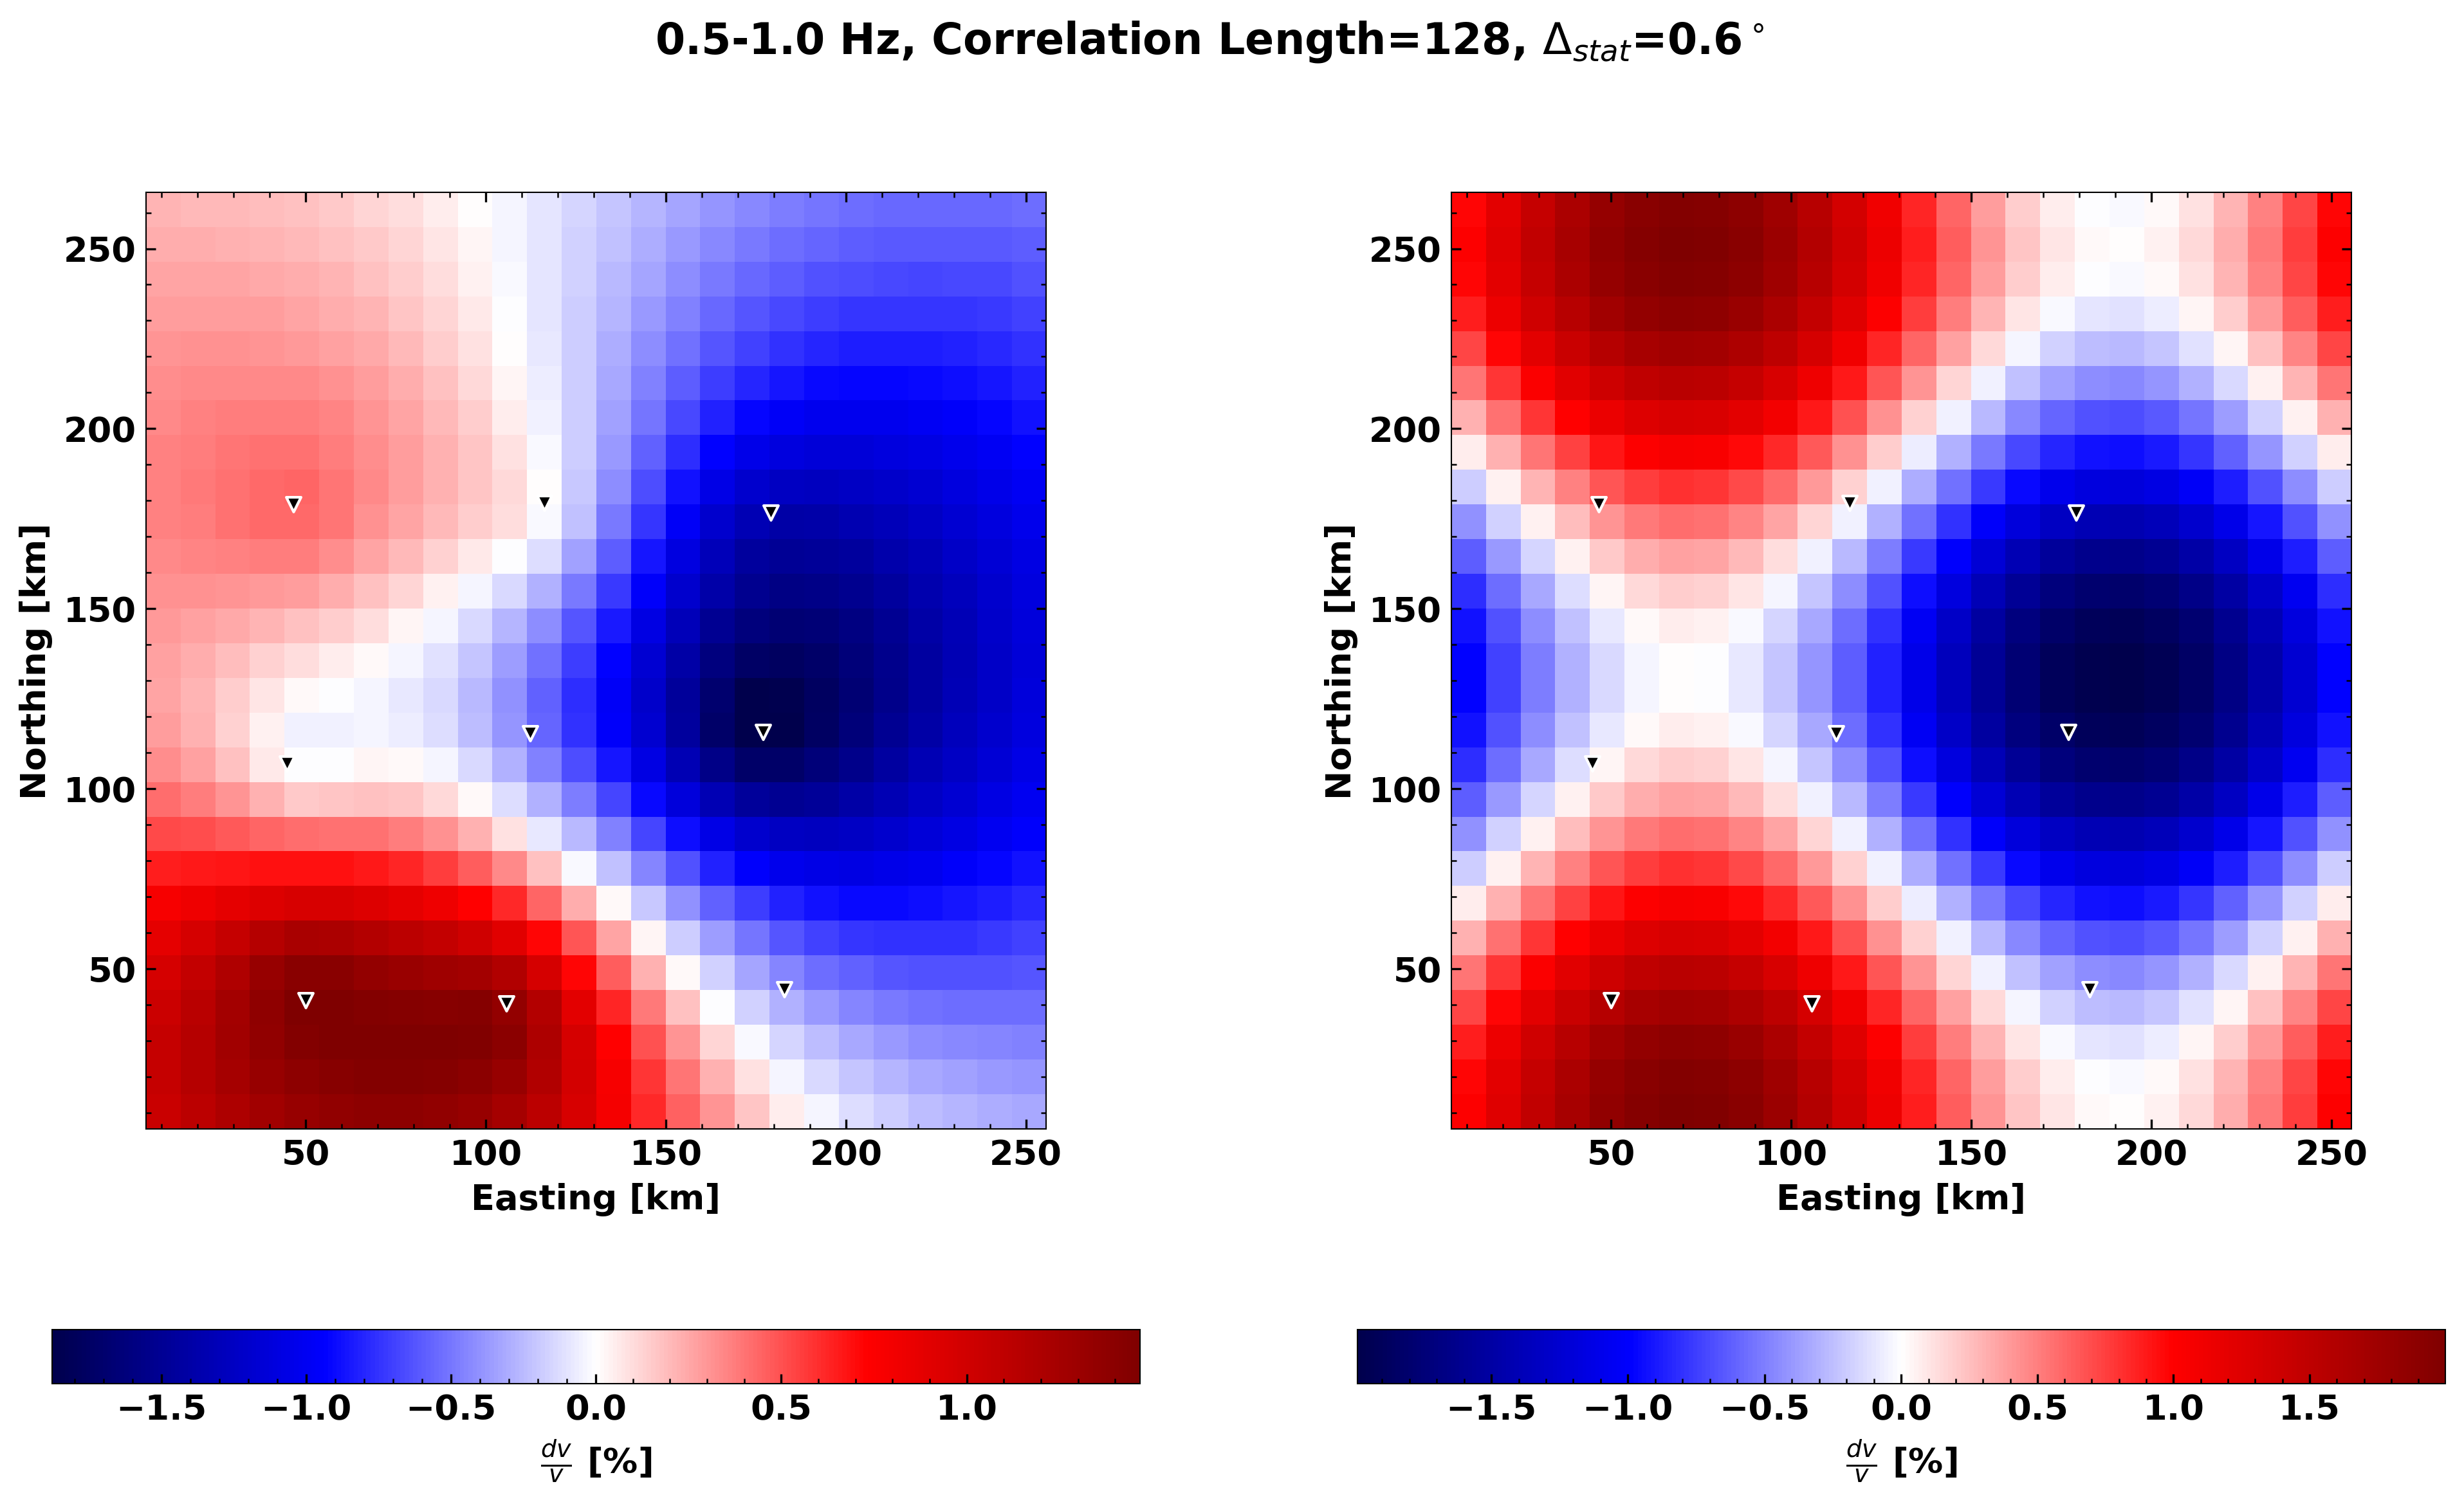 0.5-1.0 Hz, Correlation Length=128, Δstat=0.6°
250
200
150
100
50
Northing [km]
50 100 150 200 250
Easting [km]
250
200
150
100
50
Northing [km]
50 100 150 200 250
Easting [km]
−1.5 −1.0 −0.5 0.0 0.5 1.0
dv/v [%]
−1.5 −1.0 −0.5 0.0 0.5 1.0 1.5
dv/v [%]